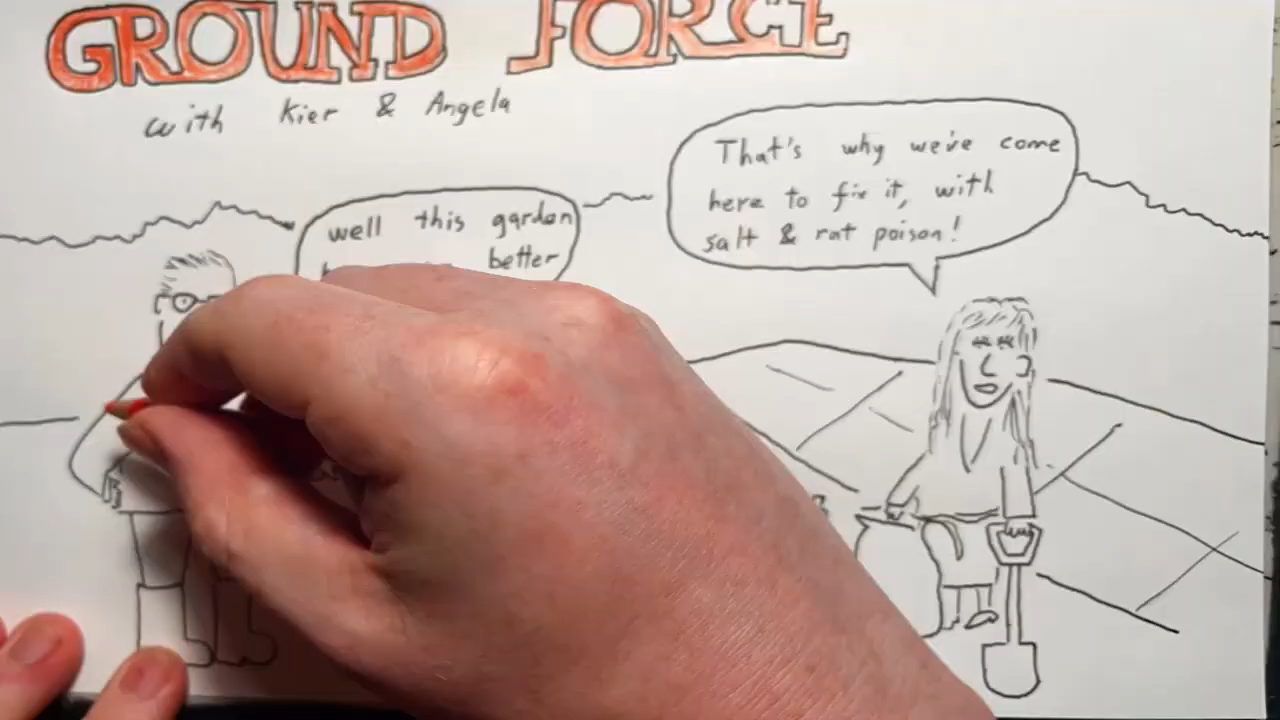 GROUND FORCE
with Kier & Angela
well this garden
better
That's why we've come
here to fix it, with
salt & rat poison!